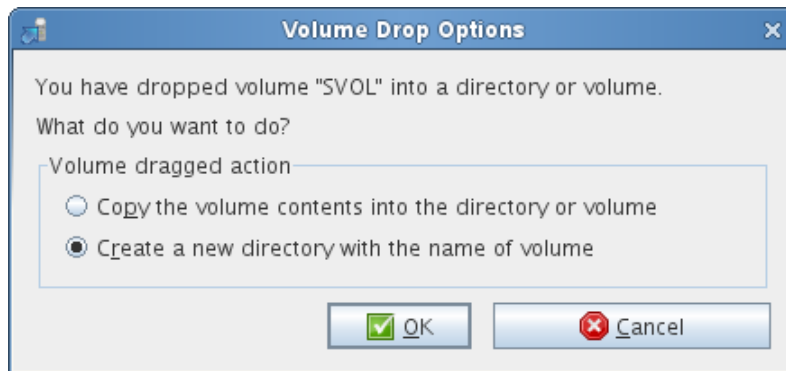 Volume Drop Options
You have dropped volume "SVOL" into a directory or volume.
What do you want to do?
Volume dragged action
Copy the volume contents into the directory or volume
Create a new directory with the name of volume
OK Cancel